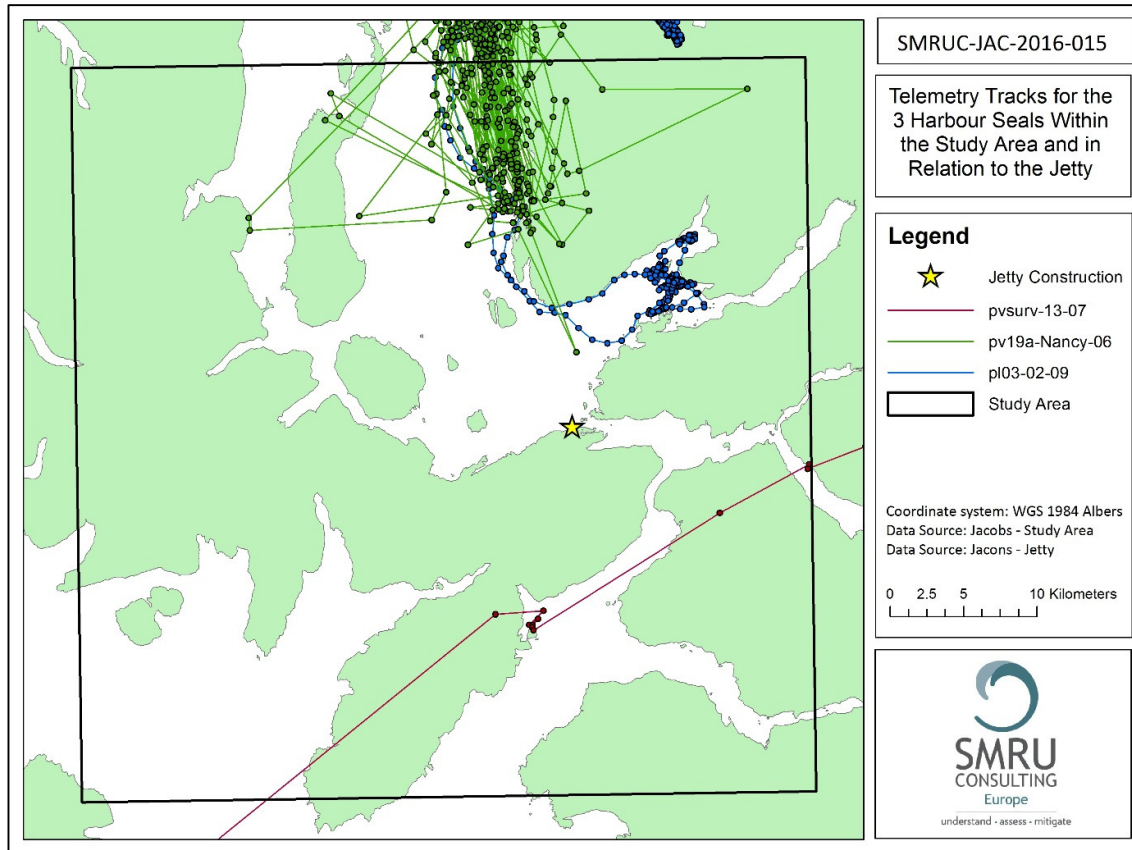 SMRUC-JAC-2016-015
Telemetry Tracks for the
3 Harbour Seals Within
the Study Area and in
Relation to the Jetty
Legend
Jetty Construction
pvsurv-13-07
pv19a-Nancy-06
pl03-02-09
Study Area
Coordinate system: WGS 1984 Albers
Data Source: Jacobs - Study Area
Data Source: Jacons - Jetty
0 2.5 5 10 Kilometers
SMRU
CONSULTING
Europe
understand - assess - mitigate